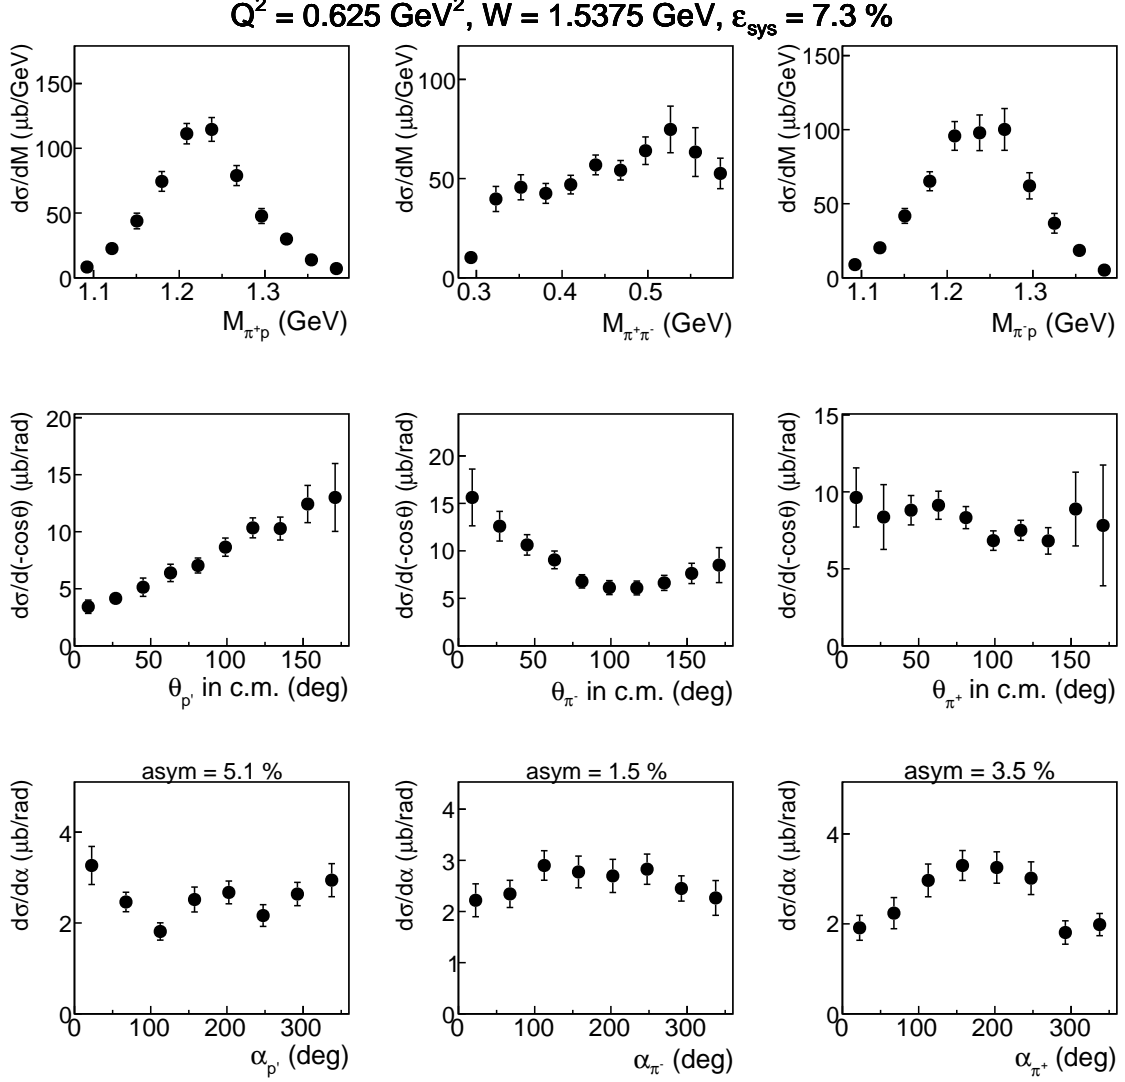 Q² = 0.625 GeV², W = 1.5375 GeV, ε_sys = 7.3 %
dσ/dM (μb/GeV)
150
100
50
0
1.1 1.2 1.3
M_π⁺p (GeV)
dσ/dM (μb/GeV)
100
50
0
0.3 0.4 0.5
M_π⁺π⁻ (GeV)
dσ/dM (μb/GeV)
150
100
50
0
1.1 1.2 1.3
M_π⁻p (GeV)
dσ/d(-cosθ) (μb/rad)
20
15
10
5
0
0 50 100 150
θ_p' in c.m. (deg)
dσ/d(-cosθ) (μb/rad)
20
15
10
5
0
0 50 100 150
θ_π⁻ in c.m. (deg)
dσ/d(-cosθ) (μb/rad)
15
10
5
0
0 50 100 150
θ_π⁺ in c.m. (deg)
asym = 5.1 %
dσ/dα (μb/rad)
4
2
0
0 100 200 300
α_p' (deg)
asym = 1.5 %
dσ/dα (μb/rad)
4
3
2
1
0
0 100 200 300
α_π⁻ (deg)
asym = 3.5 %
dσ/dα (μb/rad)
4
2
0
0 100 200 300
α_π⁺ (deg)